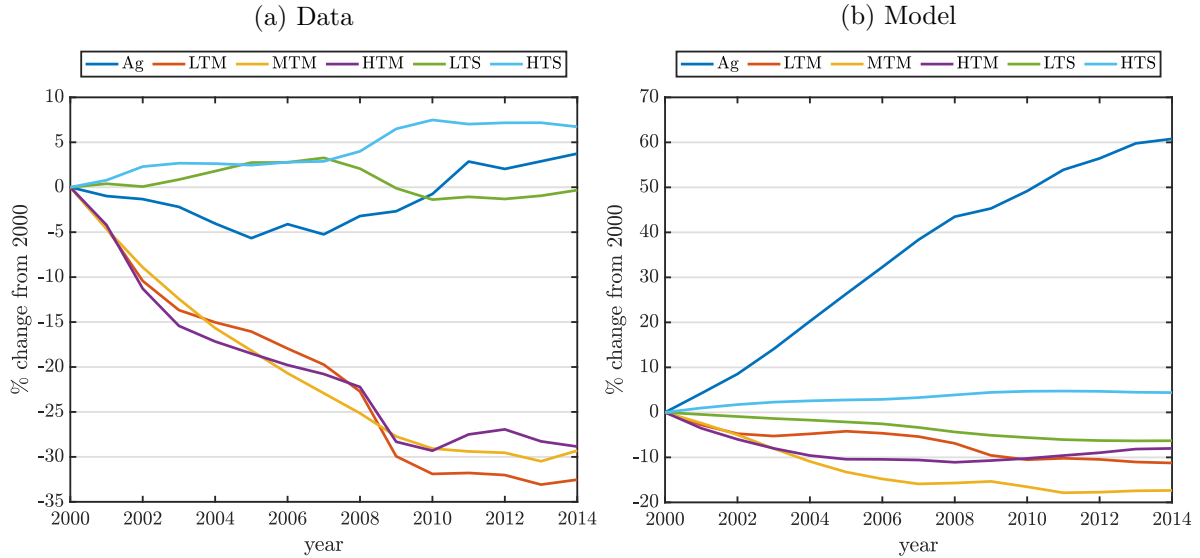 (a) Data
Ag LTM MTM HTM LTS HTS
10
5
0
-5
-10
-15
-20
-25
-30
-35
% change from 2000
2000 2002 2004 2006 2008 2010 2012 2014
year
(b) Model
Ag LTM MTM HTM LTS HTS
70
60
50
40
30
20
10
0
-10
-20
% change from 2000
2000 2002 2004 2006 2008 2010 2012 2014
year